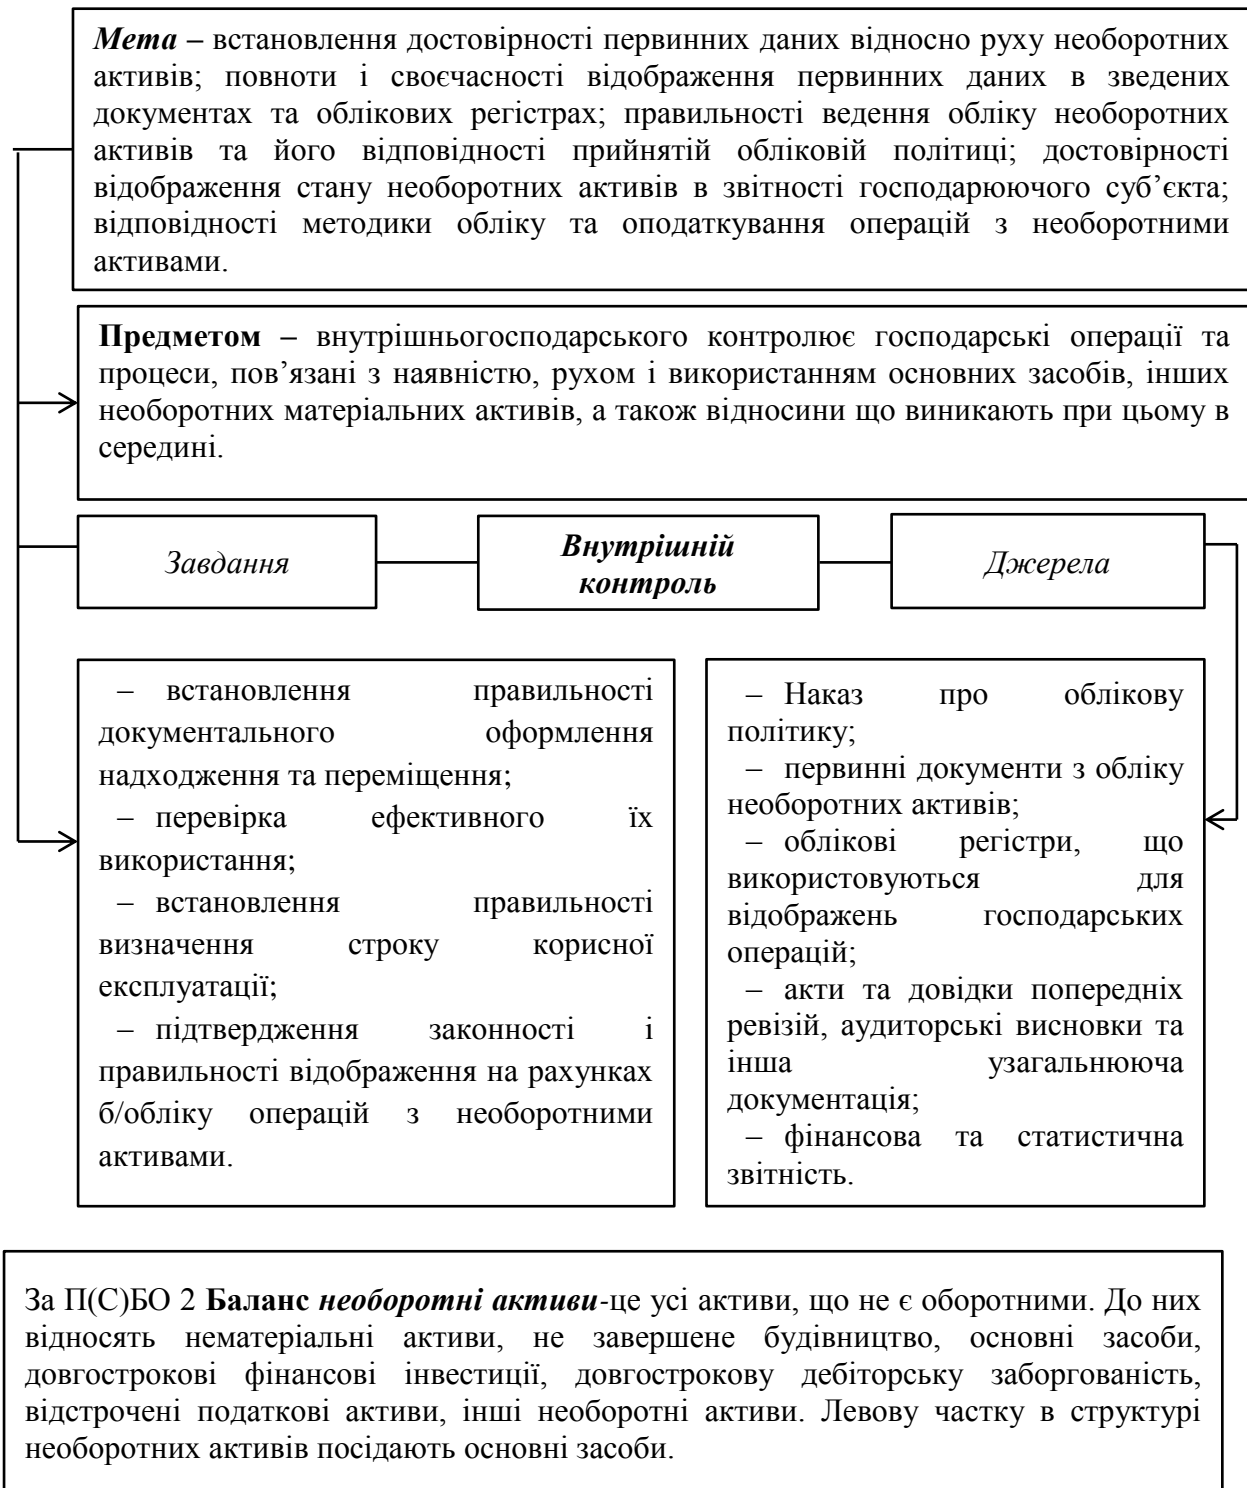 Мета – встановлення достовірності первинних даних відносно руху необоротних
активів; повноти і своєчасності відображення первинних даних в зведених
документах та облікових регістрах; правильності ведення обліку необоротних
активів та його відповідності прийнятій обліковій політиці; достовірності
відображення стану необоротних активів в звітності господарюючого суб’єкта;
відповідності методики обліку та оподаткування операцій з необоротними
активами.
Предметом – внутрішньогосподарського контролює господарські операції та
процеси, пов’язані з наявністю, рухом і використанням основних засобів, інших
необоротних матеріальних активів, а також відносини що виникають при цьому в
середині.
Завдання
Внутрішній
контроль
Джерела
– встановлення правильності
документального оформлення
надходження та переміщення;
– перевірка ефективного їх
використання;
– встановлення правильності
визначення строку корисної
експлуатації;
– підтвердження законності і
правильності відображення на рахунках
б/обліку операцій з необоротними
активами.
– Наказ про облікову
політику;
– первинні документи з обліку
необоротних активів;
– облікові регістри, що
використовуються для
відображень господарських
операцій;
– акти та довідки попередніх
ревізій, аудиторські висновки та
інша узагальнююча
документація;
– фінансова та статистична
звітність.
За П(С)БО 2 Баланс необоротні активи-це усі активи, що не є оборотними. До них
відносять нематеріальні активи, не завершене будівництво, основні засоби,
довгострокові фінансові інвестиції, довгострокову дебіторську заборгованість,
відстрочені податкові активи, інші необоротні активи. Левову частку в структурі
необоротних активів посідають основні засоби.